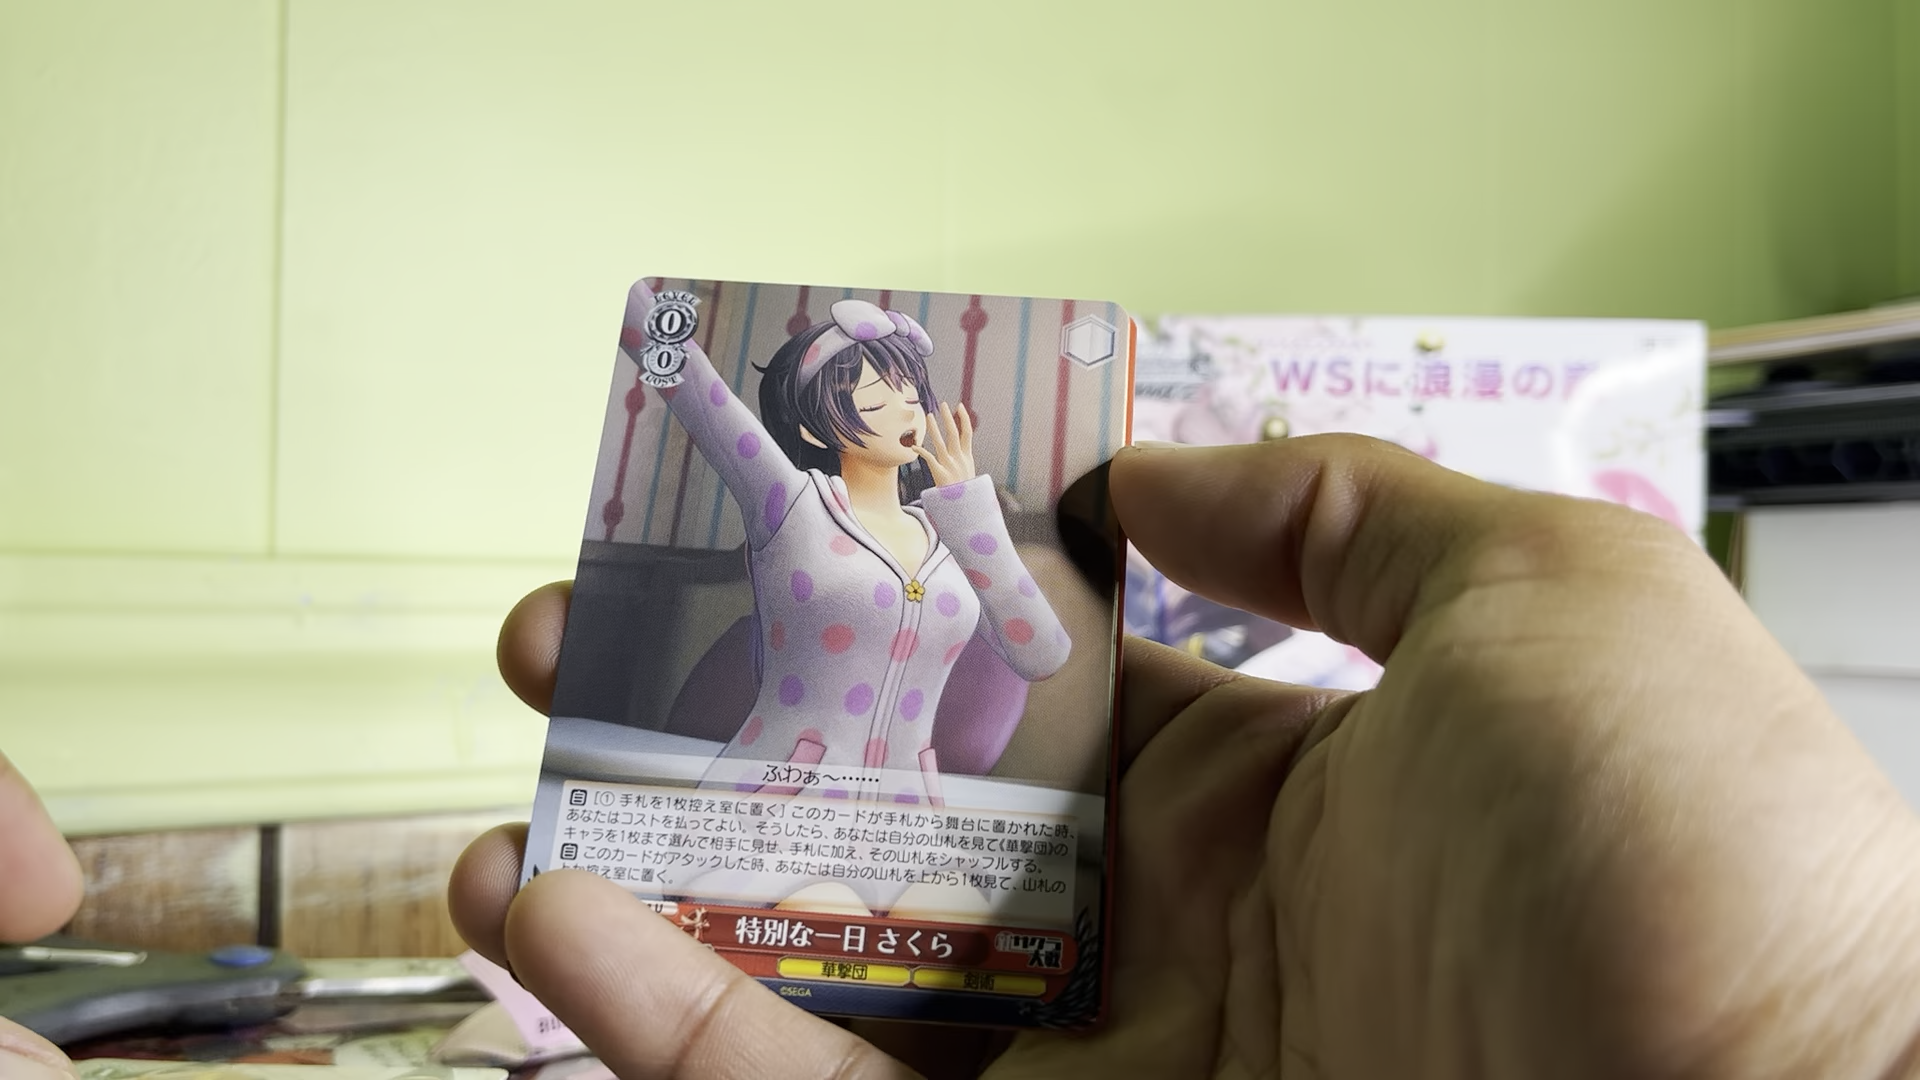 LEVEL
0
0
COST
WSに浪漫の
ふわぁ～……
自 [① 手札を1枚控え室に置く] このカードが手札から舞台に置かれた時、
あなたはコストを払ってよい。そうしたら、あなたは自分の山札を見て《華撃団》の
キャラを1枚まで選んで相手に見せ、手札に加え、その山札をシャッフルする。
自 このカードがアタックした時、あなたは自分の山札を上から1枚見て、山札の
上か控え室に置く。
特別な一日 さくら
新サクラ
大戦
華撃団
剣術
©SEGA